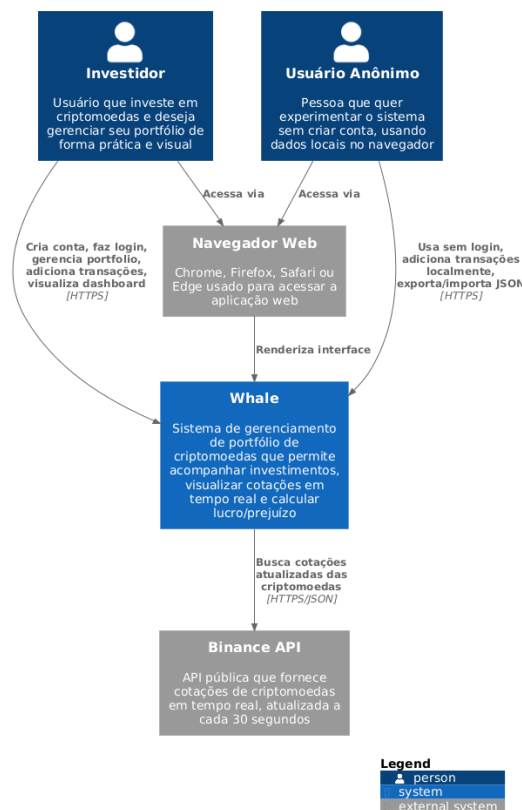 Investidor
Usuário que investe em
criptomoedas e deseja
gerenciar seu portfólio de
forma prática e visual
Usuário Anônimo
Pessoa que quer
experimentar o sistema
sem criar conta, usando
dados locais no navegador
Acessa via
Acessa via
Navegador Web
Chrome, Firefox, Safari ou
Edge usado para acessar a
aplicação web
Cria conta, faz login,
gerencia portfolio,
adiciona transações,
visualiza dashboard
[HTTPS]
Usa sem login,
adiciona transações
localmente,
exporta/importa JSON
[HTTPS]
Renderiza interface
Whale
Sistema de gerenciamento
de portfólio de
criptomoedas que permite
acompanhar investimentos,
visualizar cotações em
tempo real e calcular
lucro/prejuízo
Busca cotações
atualizadas das
criptomoedas
[HTTPS/JSON]
Binance API
API pública que fornece
cotações de criptomoedas
em tempo real, atualizada a
cada 30 segundos
Legend
person
system
external system